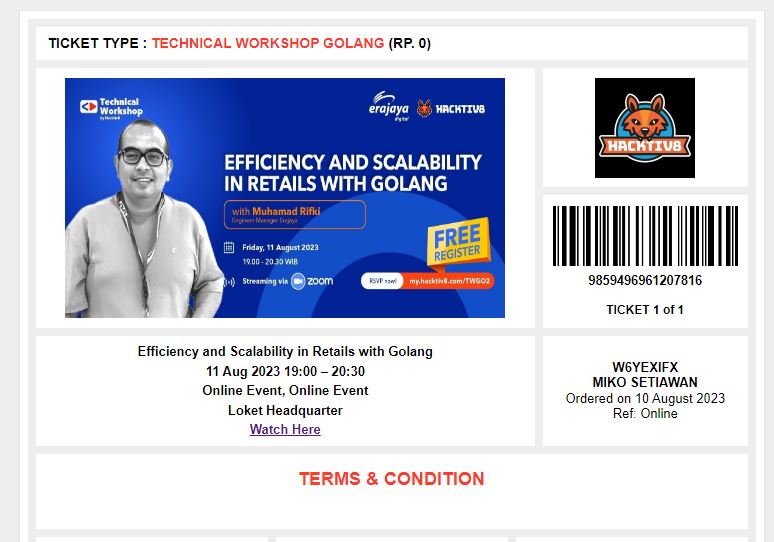 TICKET TYPE : TECHNICAL WORKSHOP GOLANG (RP. 0)
Technical
Workshop
by Hacktiv8
erajaya
digital
HACKTIV8
EFFICIENCY AND SCALABILITY
IN RETAILS WITH GOLANG
with Muhamad Rifki
Engineer Manager Erajaya
Friday, 11 August 2023
19.00 - 20.30 WIB
Streaming via zoom
FREE
REGISTER
RSVP now! my.hacktiv8.com/TWGO2
HACKTIV8
9859496961207816
TICKET 1 of 1
Efficiency and Scalability in Retails with Golang
11 Aug 2023 19:00 – 20:30
Online Event, Online Event
Loket Headquarter
Watch Here
W6YEXIFX
MIKO SETIAWAN
Ordered on 10 August 2023
Ref: Online
TERMS & CONDITION